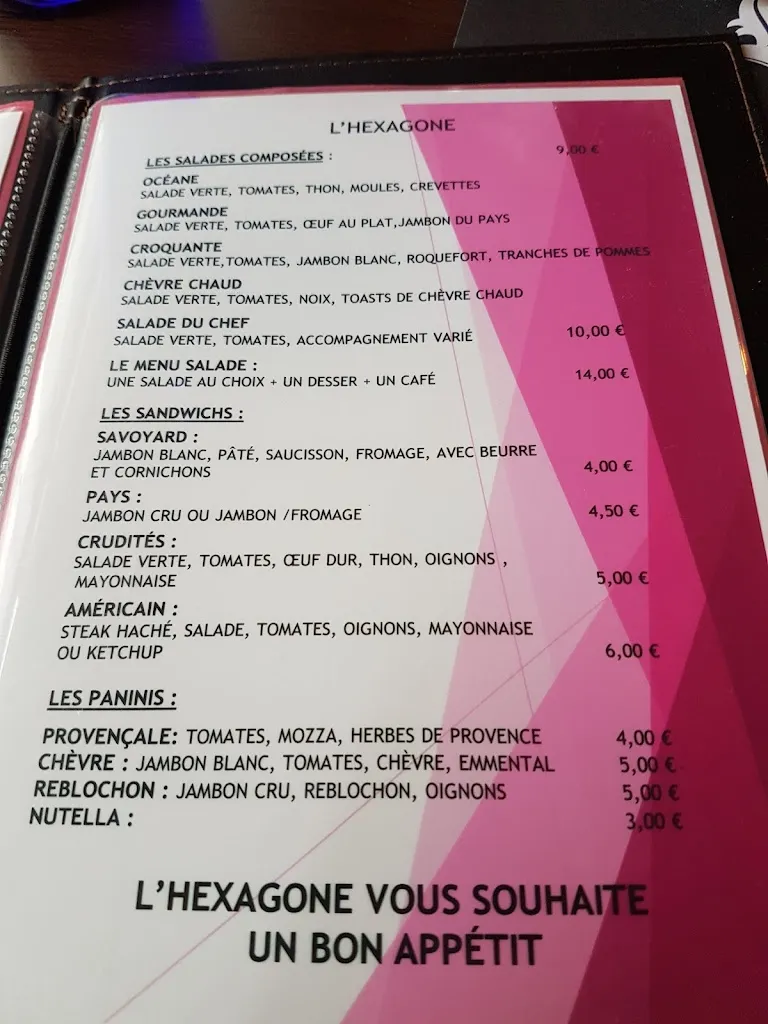 L'HEXAGONE
LES SALADES COMPOSÉES : 9,00 €
OCÉANE
SALADE VERTE, TOMATES, THON, MOULES, CREVETTES
GOURMANDE
SALADE VERTE, TOMATES, ŒUF AU PLAT,JAMBON DU PAYS
CROQUANTE
SALADE VERTE,TOMATES, JAMBON BLANC, ROQUEFORT, TRANCHES DE POMMES
CHÈVRE CHAUD
SALADE VERTE, TOMATES, NOIX, TOASTS DE CHÈVRE CHAUD
SALADE DU CHEF
SALADE VERTE, TOMATES, ACCOMPAGNEMENT VARIÉ 10,00 €
LE MENU SALADE :
UNE SALADE AU CHOIX + UN DESSER + UN CAFÉ 14,00 €
LES SANDWICHS :
SAVOYARD :
JAMBON BLANC, PÂTÉ, SAUCISSON, FROMAGE, AVEC BEURRE
ET CORNICHONS 4,00 €
PAYS :
JAMBON CRU OU JAMBON /FROMAGE 4,50 €
CRUDITÉS :
SALADE VERTE, TOMATES, ŒUF DUR, THON, OIGNONS ,
MAYONNAISE 5,00 €
AMÉRICAIN :
STEAK HACHÉ, SALADE, TOMATES, OIGNONS, MAYONNAISE
OU KETCHUP 6,00 €
LES PANINIS :
PROVENÇALE: TOMATES, MOZZA, HERBES DE PROVENCE 4,00 €
CHÈVRE : JAMBON BLANC, TOMATES, CHÈVRE, EMMENTAL 5,00 €
REBLOCHON : JAMBON CRU, REBLOCHON, OIGNONS 5,00 €
NUTELLA : 3,00 €
L'HEXAGONE VOUS SOUHAITE
UN BON APPÉTIT